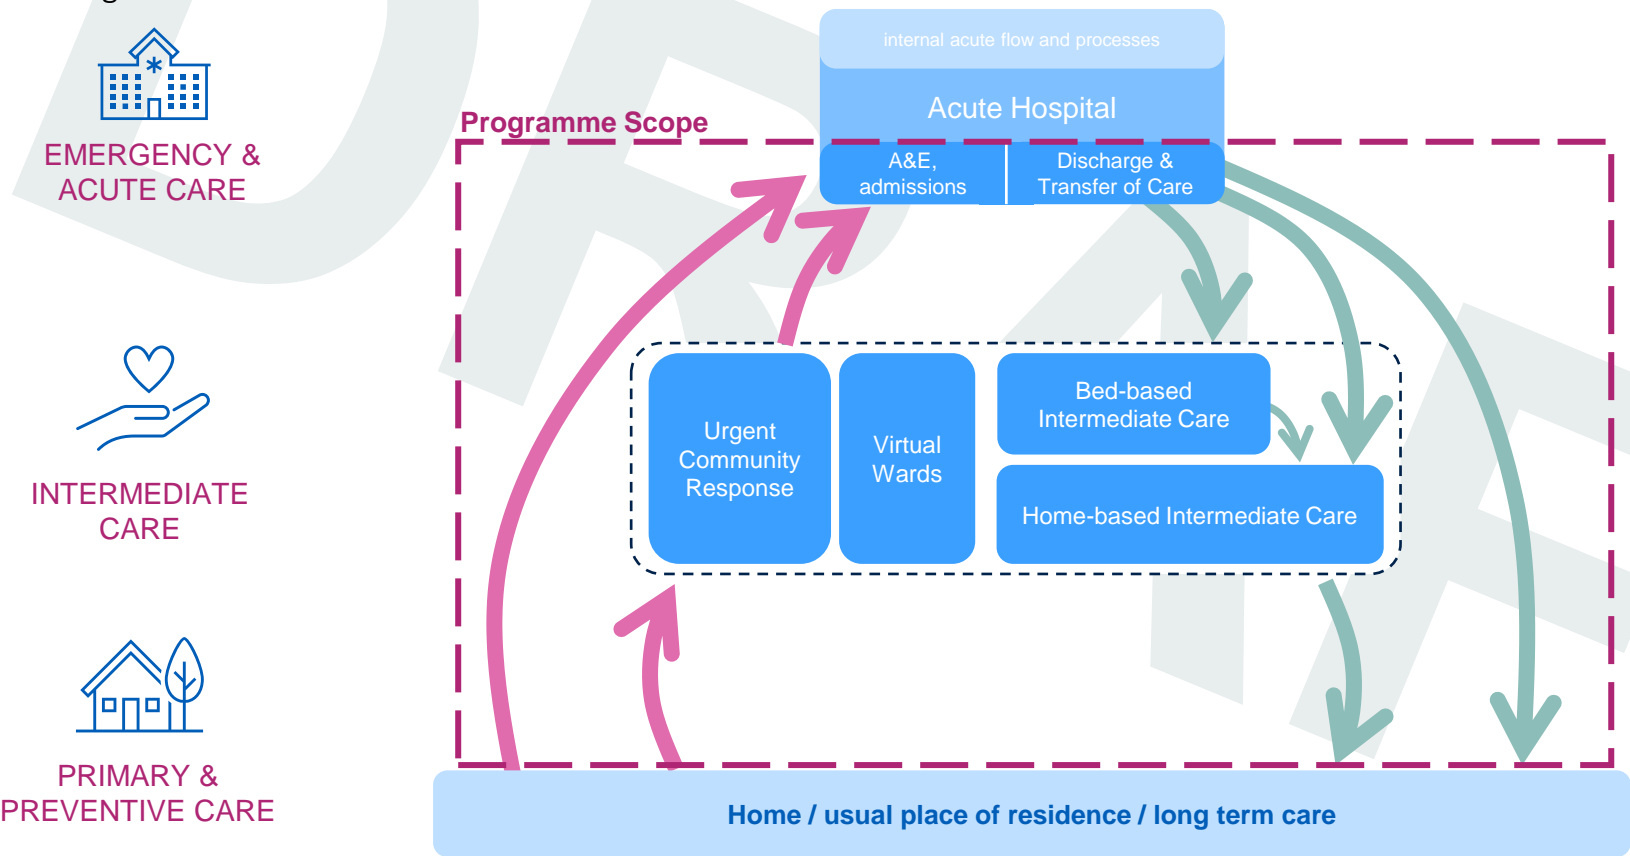 internal acute flow and processes
Acute Hospital
Programme Scope
EMERGENCY &
ACUTE CARE
A&E,
admissions
Discharge &
Transfer of Care
Urgent
Community
Response
Virtual
Wards
Bed-based
Intermediate Care
Home-based Intermediate Care
INTERMEDIATE
CARE
PRIMARY &
PREVENTIVE CARE
Home / usual place of residence / long term care
DRAFT